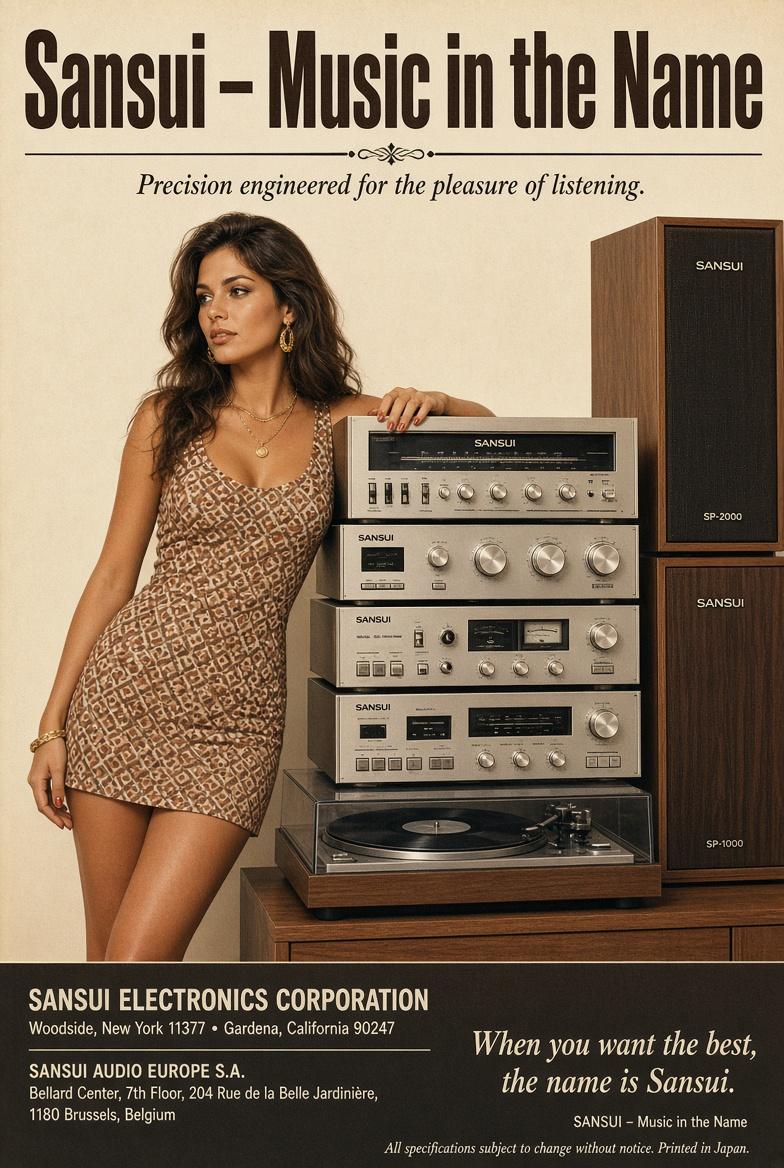 Sansui – Music in the Name
Precision engineered for the pleasure of listening.
SANSUI
SP-2000
SANSUI
SANSUI
SANSUI
SANSUI
SANSUI
SP-1000
SANSUI ELECTRONICS CORPORATION
Woodside, New York 11377 • Gardena, California 90247
SANSUI AUDIO EUROPE S.A.
Bellard Center, 7th Floor, 204 Rue de la Belle Jardinière,
1180 Brussels, Belgium
When you want the best,
the name is Sansui.
SANSUI – Music in the Name
All specifications subject to change without notice. Printed in Japan.